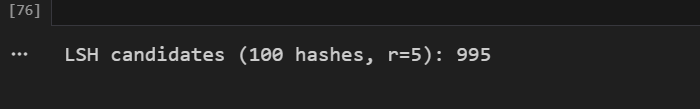 [76]
... LSH candidates (100 hashes, r=5): 995